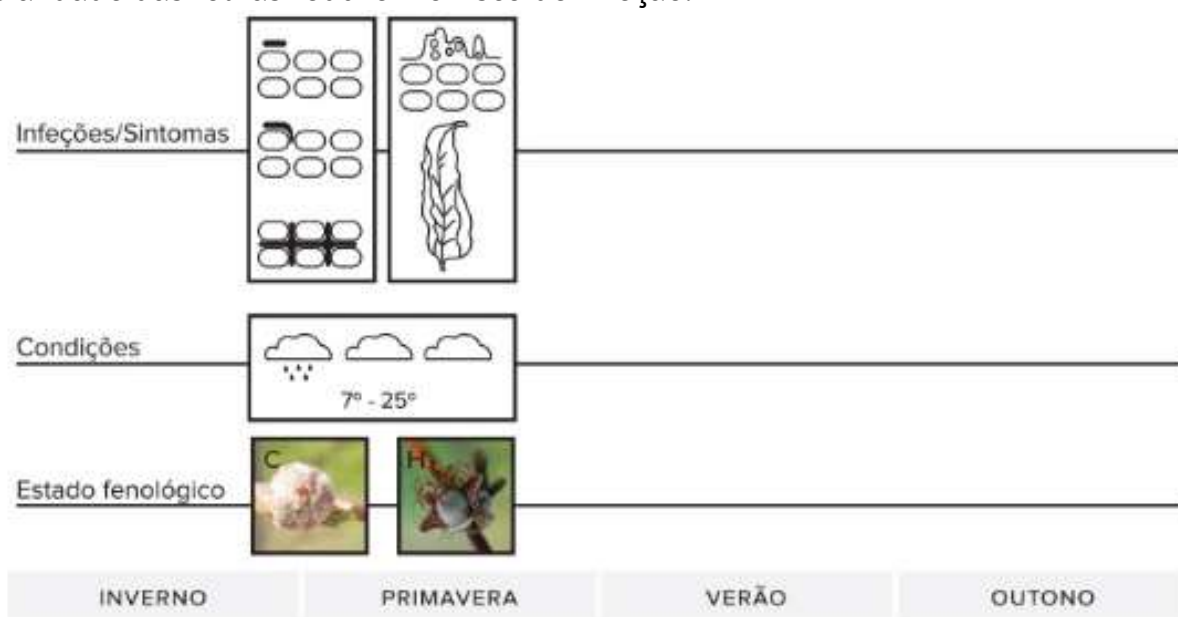 Infeções/Sintomas
Condições
7º - 25º
C
H
Estado fenológico
INVERNO PRIMAVERA VERÃO OUTONO